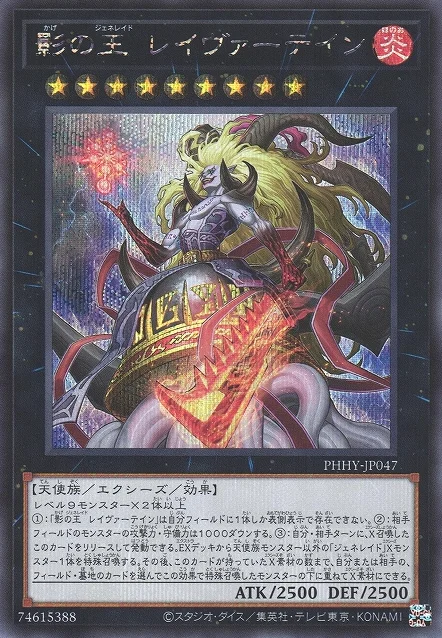 影の王 レイヴァーテイン
炎
PHHY-JP047
【天使族/エクシーズ/効果】
レベル9モンスター×2体以上
①:「影の王 レイヴァーテイン」は自分フィールドに1体しか表側表示で存在できない。②:相手
フィールドのモンスターの攻撃力・守備力は1000ダウンする。③:自分・相手ターンに、X召喚した
このカードをリリースして発動できる。EXデッキから天使族モンスター以外の「ジェネレイド」Xモン
スター1体を特殊召喚する。その後、このカードが持っていたX素材の数まで、自分または相手の、
フィールド・墓地のカードを選んでこの効果で特殊召喚したモンスターの下に重ねてX素材にできる。
ATK/2500 DEF/2500
74615388
©スタジオ・ダイス/集英社・テレビ東京・KONAMI